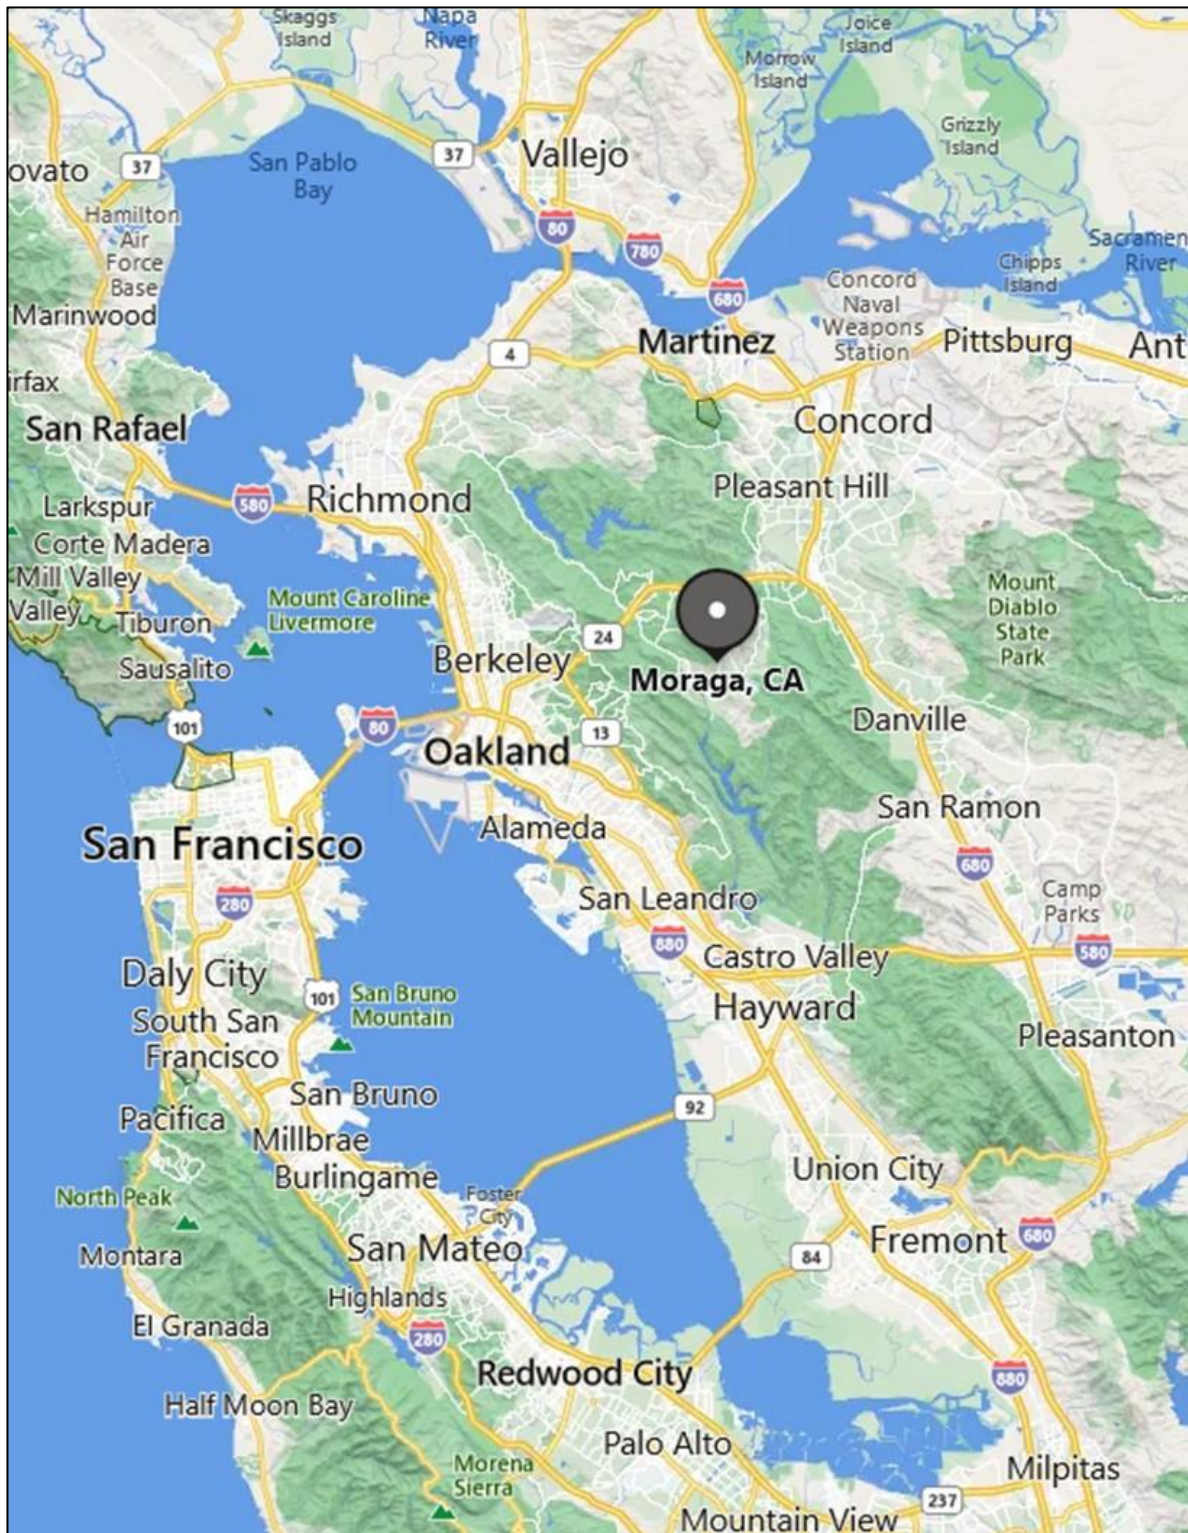 Skaggs
Island
Napa
River
Joice
Island
Morrow
Island
Grizzly
Island
37
San Pablo
Bay
37
Vallejo
ovato
Hamilton
Air
Force
Base
80
780
Sacramen
River
Chipps
Island
680
Concord
Naval
Weapons
Station
Marinwood
4
Martinez
Pittsburg
Ant
irfax
San Rafael
Concord
580
Richmond
Pleasant Hill
Larkspur
Corte Madera
Mill Valley
Valley
Tiburon
Mount Caroline
Livermore
Mount
Diablo
State
Park
24
Sausalito
Berkeley
Moraga, CA
101
80
13
Danville
Oakland
San Francisco
Alameda
San Ramon
680
280
San Leandro
Camp
Parks
880
580
Castro Valley
Daly City
101
San Bruno
Mountain
Hayward
South San
Francisco
Pleasanton
San Bruno
92
Pacifica
Millbrae
Burlingame
Union City
North Peak
Foster
City
Montara
San Mateo
Fremont
680
84
Highlands
El Granada
280
Redwood City
880
Half Moon Bay
Palo Alto
Morena
Sierra
Milpitas
237
Mountain View